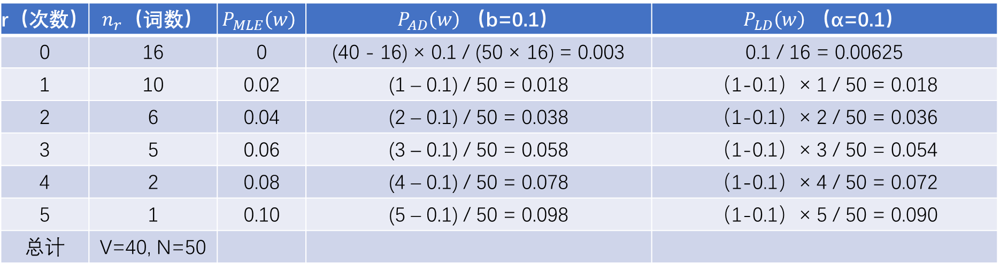 r（次数） n_r（词数） P_MLE(w) P_AD(w) （b=0.1） P_LD(w) （α=0.1）
0 16 0 (40 - 16) × 0.1 / (50 × 16) = 0.003 0.1 / 16 = 0.00625
1 10 0.02 (1 – 0.1) / 50 = 0.018 （1-0.1） × 1 / 50 = 0.018
2 6 0.04 (2 – 0.1) / 50 = 0.038 （1-0.1） × 2 / 50 = 0.036
3 5 0.06 (3 – 0.1) / 50 = 0.058 （1-0.1） × 3 / 50 = 0.054
4 2 0.08 (4 – 0.1) / 50 = 0.078 （1-0.1） × 4 / 50 = 0.072
5 1 0.10 (5 – 0.1) / 50 = 0.098 （1-0.1） × 5 / 50 = 0.090
总计 V=40, N=50